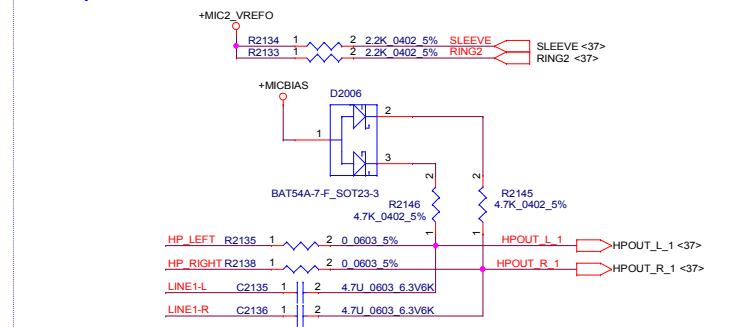 +MIC2_VREFO
R2134 1 2 2.2K_0402_5% SLEEVE SLEEVE <37>
R2133 1 2 2.2K_0402_5% RING2 RING2 <37>
+MICBIAS
D2006
2
1
3
BAT54A-7-F_SOT23-3
2 2
R2146 4.7K_0402_5%
R2145 4.7K_0402_5%
1 1
HP_LEFT R2135 1 2 0_0603_5% HPOUT_L_1 HPOUT_L_1 <37>
HP_RIGHT R2138 1 2 0_0603_5% HPOUT_R_1 HPOUT_R_1 <37>
LINE1-L C2135 1 2 4.7U_0603_6.3V6K
LINE1-R C2136 1 2 4.7U_0603_6.3V6K